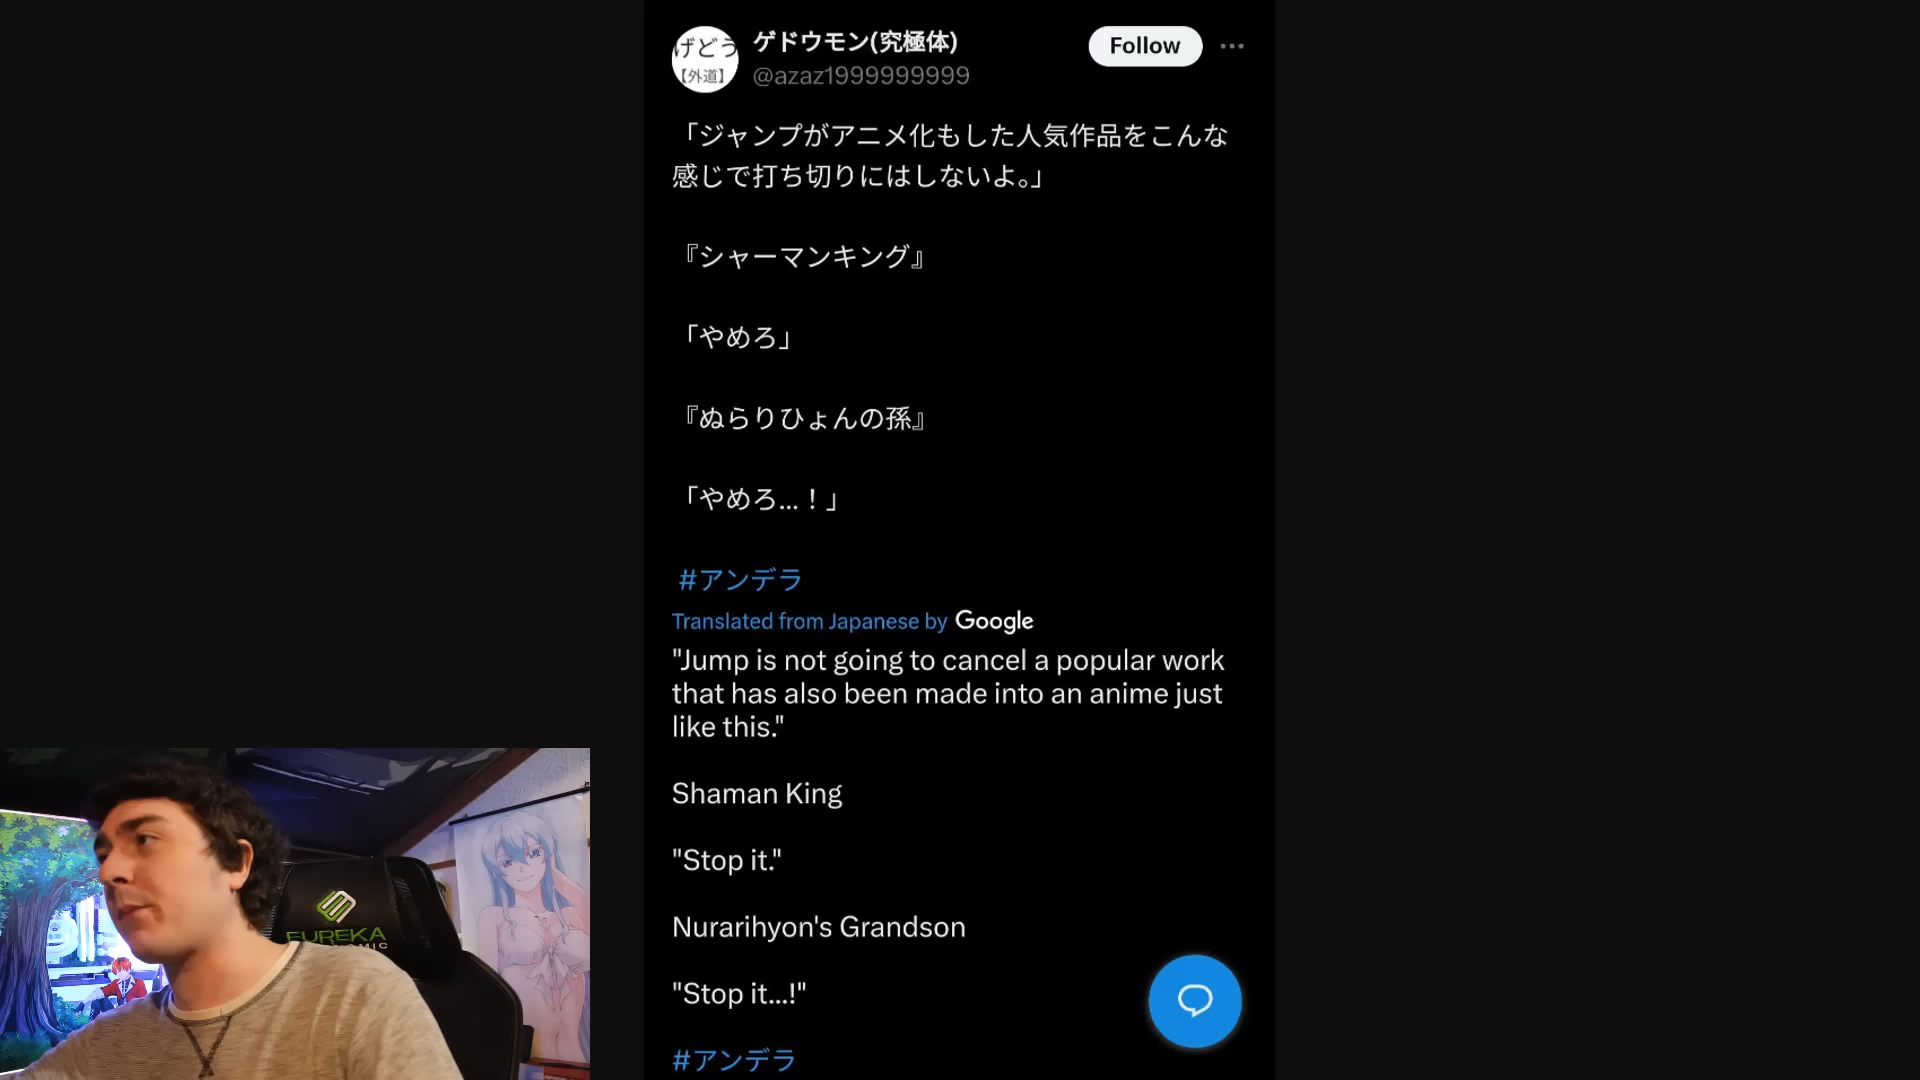 げどう
【外道】
ゲドウモン(究極体)
@azaz1999999999
Follow
「ジャンプがアニメ化もした人気作品をこんな
感じで打ち切りにはしないよ。」
『シャーマンキング』
「やめろ」
『ぬらりひょんの孫』
「やめろ...！」
#アンデラ
Translated from Japanese by Google
"Jump is not going to cancel a popular work
that has also been made into an anime just
like this."
Shaman King
"Stop it."
Nurarihyon's Grandson
"Stop it...!"
#アンデラ
EUREKA